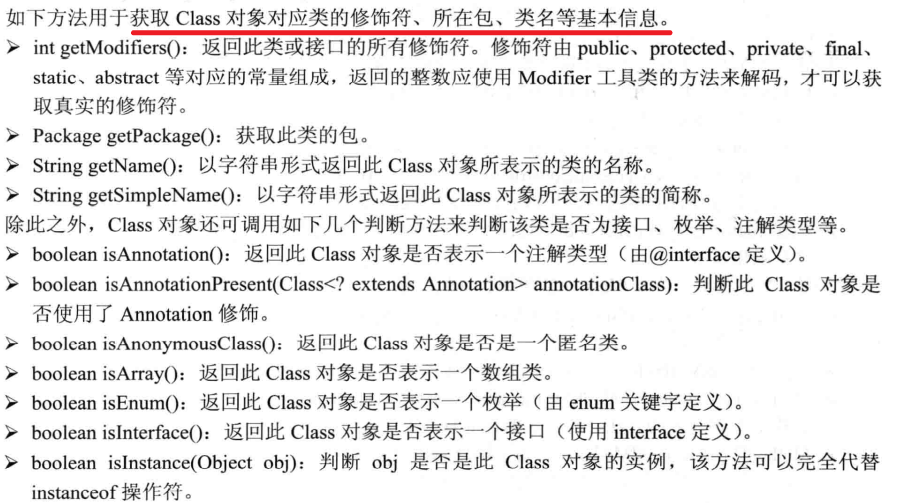 如下方法用于获取 Class 对象对应类的修饰符、所在包、类名等基本信息。
➢ int getModifiers()：返回此类或接口的所有修饰符。修饰符由 public、protected、private、final、
static、abstract 等对应的常量组成，返回的整数应使用 Modifier 工具类的方法来解码，才可以获
取真实的修饰符。
➢ Package getPackage()：获取此类的包。
➢ String getName()：以字符串形式返回此 Class 对象所表示的类的名称。
➢ String getSimpleName()：以字符串形式返回此 Class 对象所表示的类的简称。
除此之外，Class 对象还可调用如下几个判断方法来判断该类是否为接口、枚举、注解类型等。
➢ boolean isAnnotation()：返回此 Class 对象是否表示一个注解类型（由@interface 定义）。
➢ boolean isAnnotationPresent(Class<? extends Annotation> annotationClass)：判断此 Class 对象是
否使用了 Annotation 修饰。
➢ boolean isAnonymousClass()：返回此 Class 对象是否是一个匿名类。
➢ boolean isArray()：返回此 Class 对象是否表示一个数组类。
➢ boolean isEnum()：返回此 Class 对象是否表示一个枚举（由 enum 关键字定义）。
➢ boolean isInterface()：返回此 Class 对象是否表示一个接口（使用 interface 定义）。
➢ boolean isInstance(Object obj)：判断 obj 是否是此 Class 对象的实例，该方法可以完全代替
instanceof 操作符。